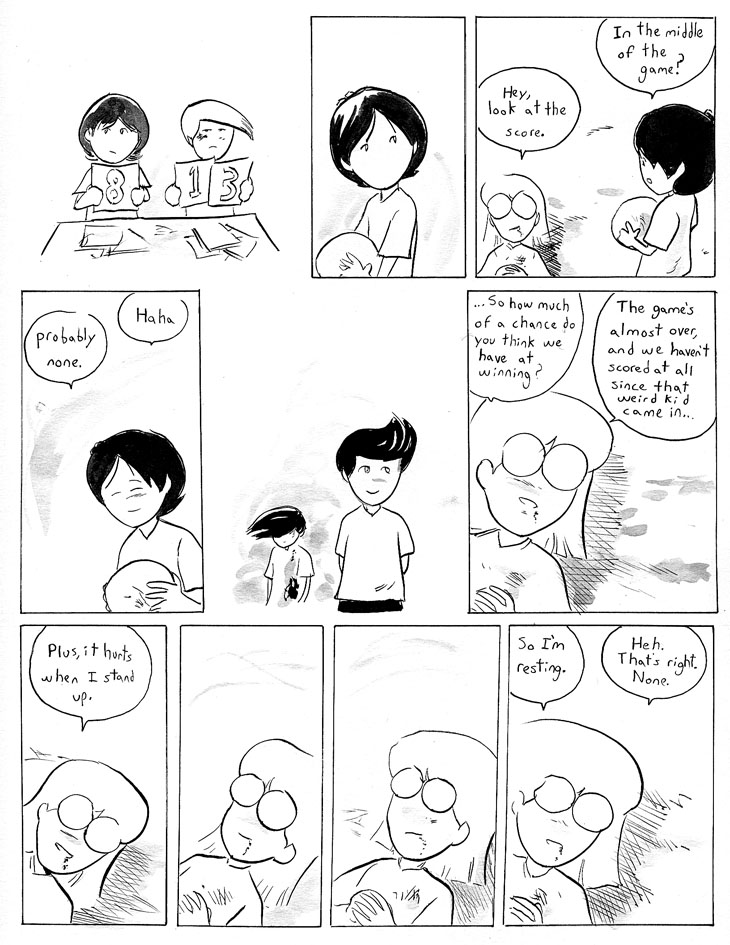 In the middle
of the
game?
Hey,
look at the
score.
8
13
The game's
almost over,
and we haven't
scored at all
since that
weird kid
came in...
...So how much
of a chance do
you think we
have at
winning?
Haha
probably
none.
Heh.
That's right.
None.
So I'm
resting.
Plus, it hurts
when I stand
up.